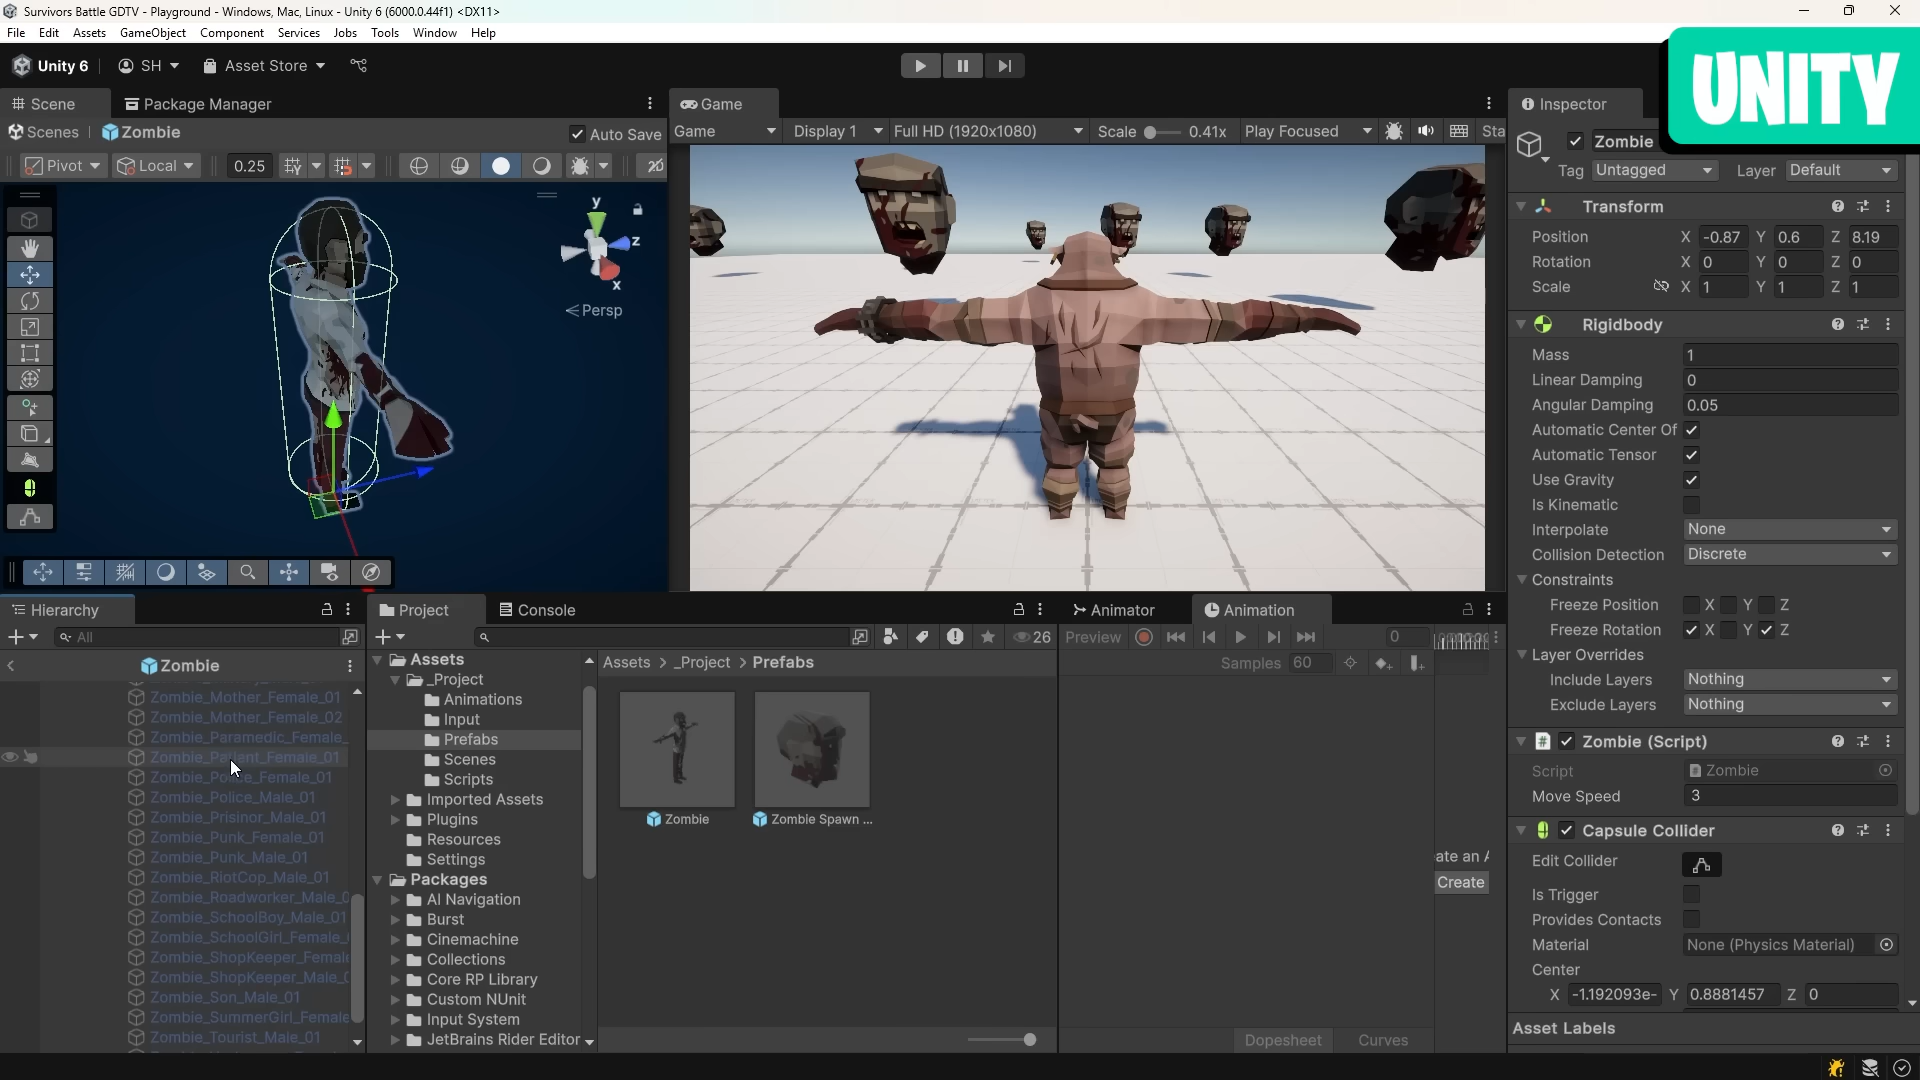 Survivors Battle GDTV - Playground - Windows, Mac, Linux - Unity 6 (6000.0.44f1) <DX11>
File Edit Assets GameObject Component Services Jobs Tools Window Help
Unity 6 SH Asset Store
UNITY
Scene Package Manager
Scenes Zombie Auto Save
Pivot Local 0.25
y
z
x
Persp
Game
Game Display 1 Full HD (1920x1080) Scale 0.41x Play Focused Sta
Inspector
Zombie
Tag Untagged Layer Default
Transform
Position X -0.87 Y 0.6 Z 8.19
Rotation X 0 Y 0 Z 0
Scale X 1 Y 1 Z 1
Rigidbody
Mass 1
Linear Damping 0
Angular Damping 0.05
Automatic Center Of
Automatic Tensor
Use Gravity
Is Kinematic
Interpolate None
Collision Detection Discrete
Constraints
Freeze Position X Y Z
Freeze Rotation X Y Z
Layer Overrides
Include Layers Nothing
Exclude Layers Nothing
Zombie (Script)
Script Zombie
Move Speed 3
Capsule Collider
Edit Collider
Is Trigger
Provides Contacts
Material None (Physics Material)
Center
X -1.192093e- Y 0.8881457 Z 0
Asset Labels
Hierarchy
All
Zombie
Zombie_Mother_Female_01
Zombie_Mother_Female_02
Zombie_Paramedic_Female_
Zombie_Patient_Female_01
Zombie_Police_Female_01
Zombie_Police_Male_01
Zombie_Prisinor_Male_01
Zombie_Punk_Female_01
Zombie_Punk_Male_01
Zombie_RiotCop_Male_01
Zombie_Roadworker_Male_0
Zombie_SchoolBoy_Male_01
Zombie_SchoolGirl_Female_
Zombie_ShopKeeper_Female
Zombie_ShopKeeper_Male_0
Zombie_Son_Male_01
Zombie_SummerGirl_Female
Zombie_Tourist_Male_01
Project Console
26
Assets
_Project
Animations
Input
Prefabs
Scenes
Scripts
Imported Assets
Plugins
Resources
Settings
Packages
AI Navigation
Burst
Cinemachine
Collections
Core RP Library
Custom NUnit
Input System
JetBrains Rider Editor
Assets > _Project > Prefabs
Zombie Zombie Spawn ...
Animator Animation
Preview 0
Samples 60
ate an A
Create
Dopesheet Curves